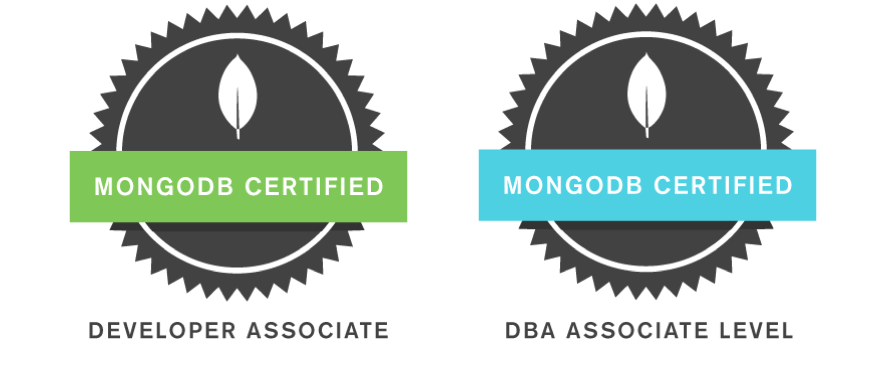 MONGODB CERTIFIED
DEVELOPER ASSOCIATE
MONGODB CERTIFIED
DBA ASSOCIATE LEVEL